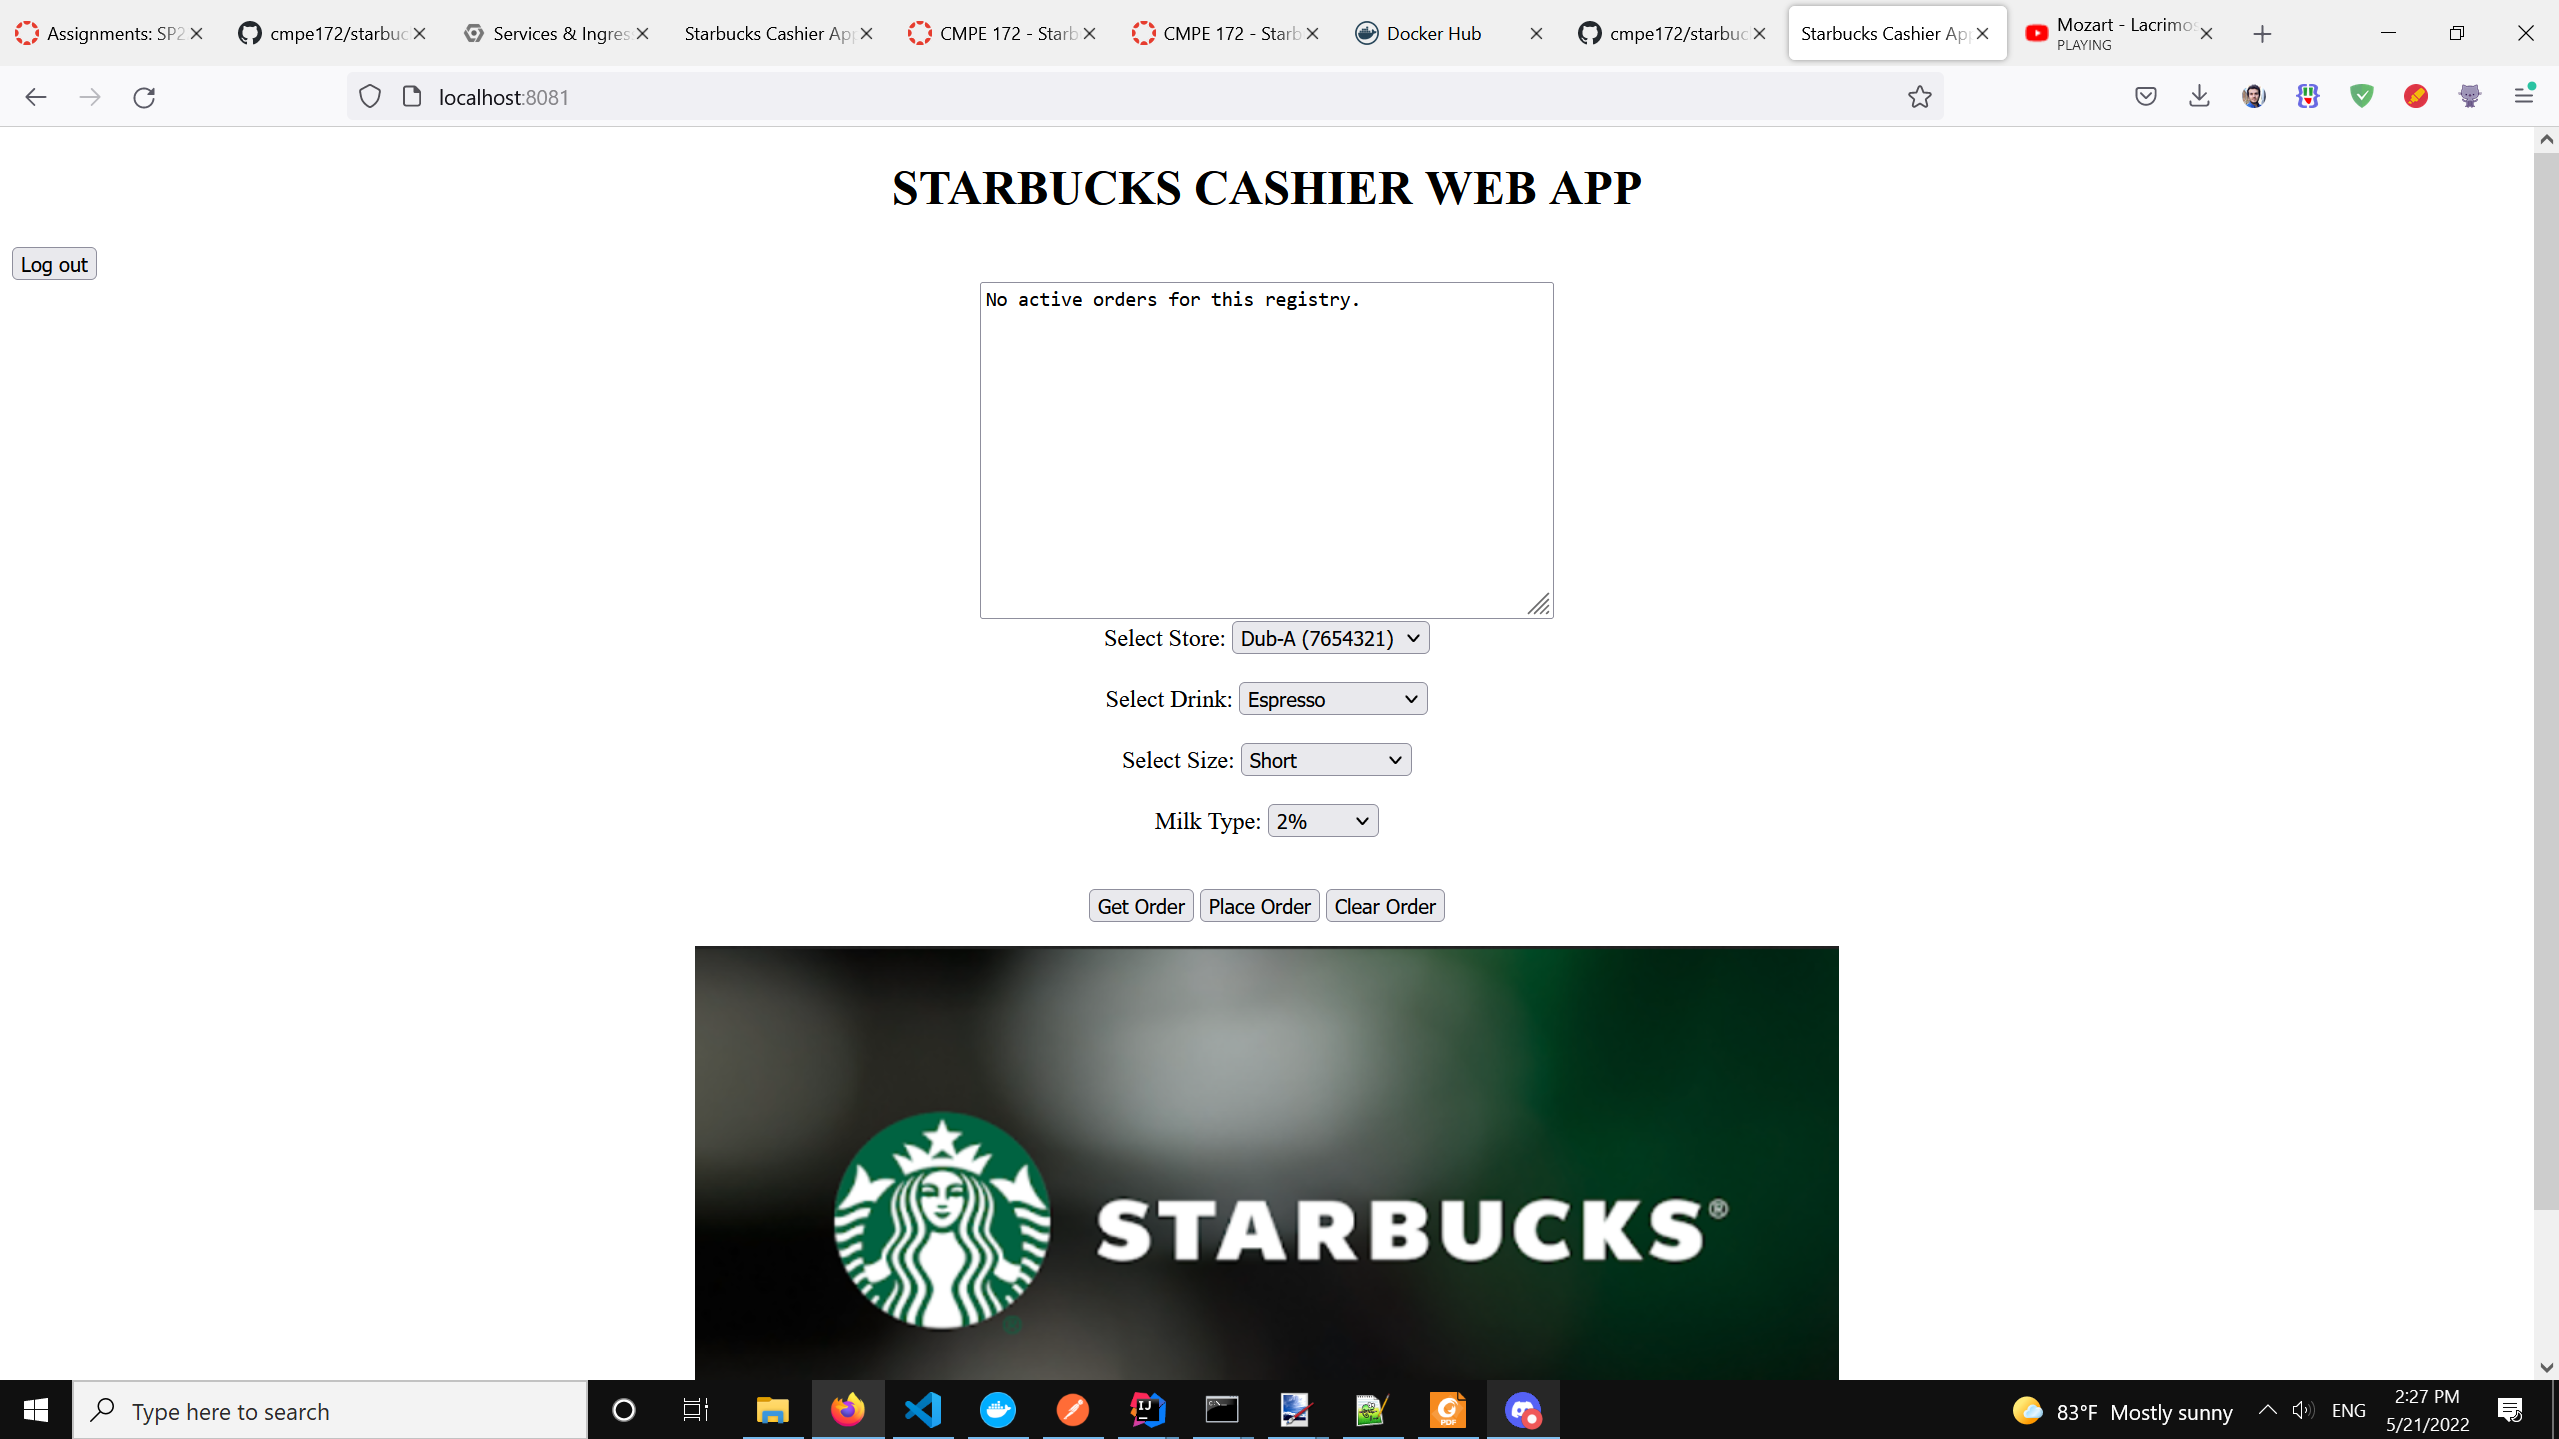 Assignments: SP2
cmpe172/starbuc
Services & Ingres
Starbucks Cashier Ap
CMPE 172 - Starb
CMPE 172 - Starb
Docker Hub
cmpe172/starbuc
Starbucks Cashier Ap
Mozart - Lacrimos
PLAYING
localhost:8081
STARBUCKS CASHIER WEB APP
Log out
No active orders for this registry.
Select Store: Dub-A (7654321)
Select Drink: Espresso
Select Size: Short
Milk Type: 2%
Get Order Place Order Clear Order
STARBUCKS®
Type here to search
83°F Mostly sunny
ENG
2:27 PM
5/21/2022